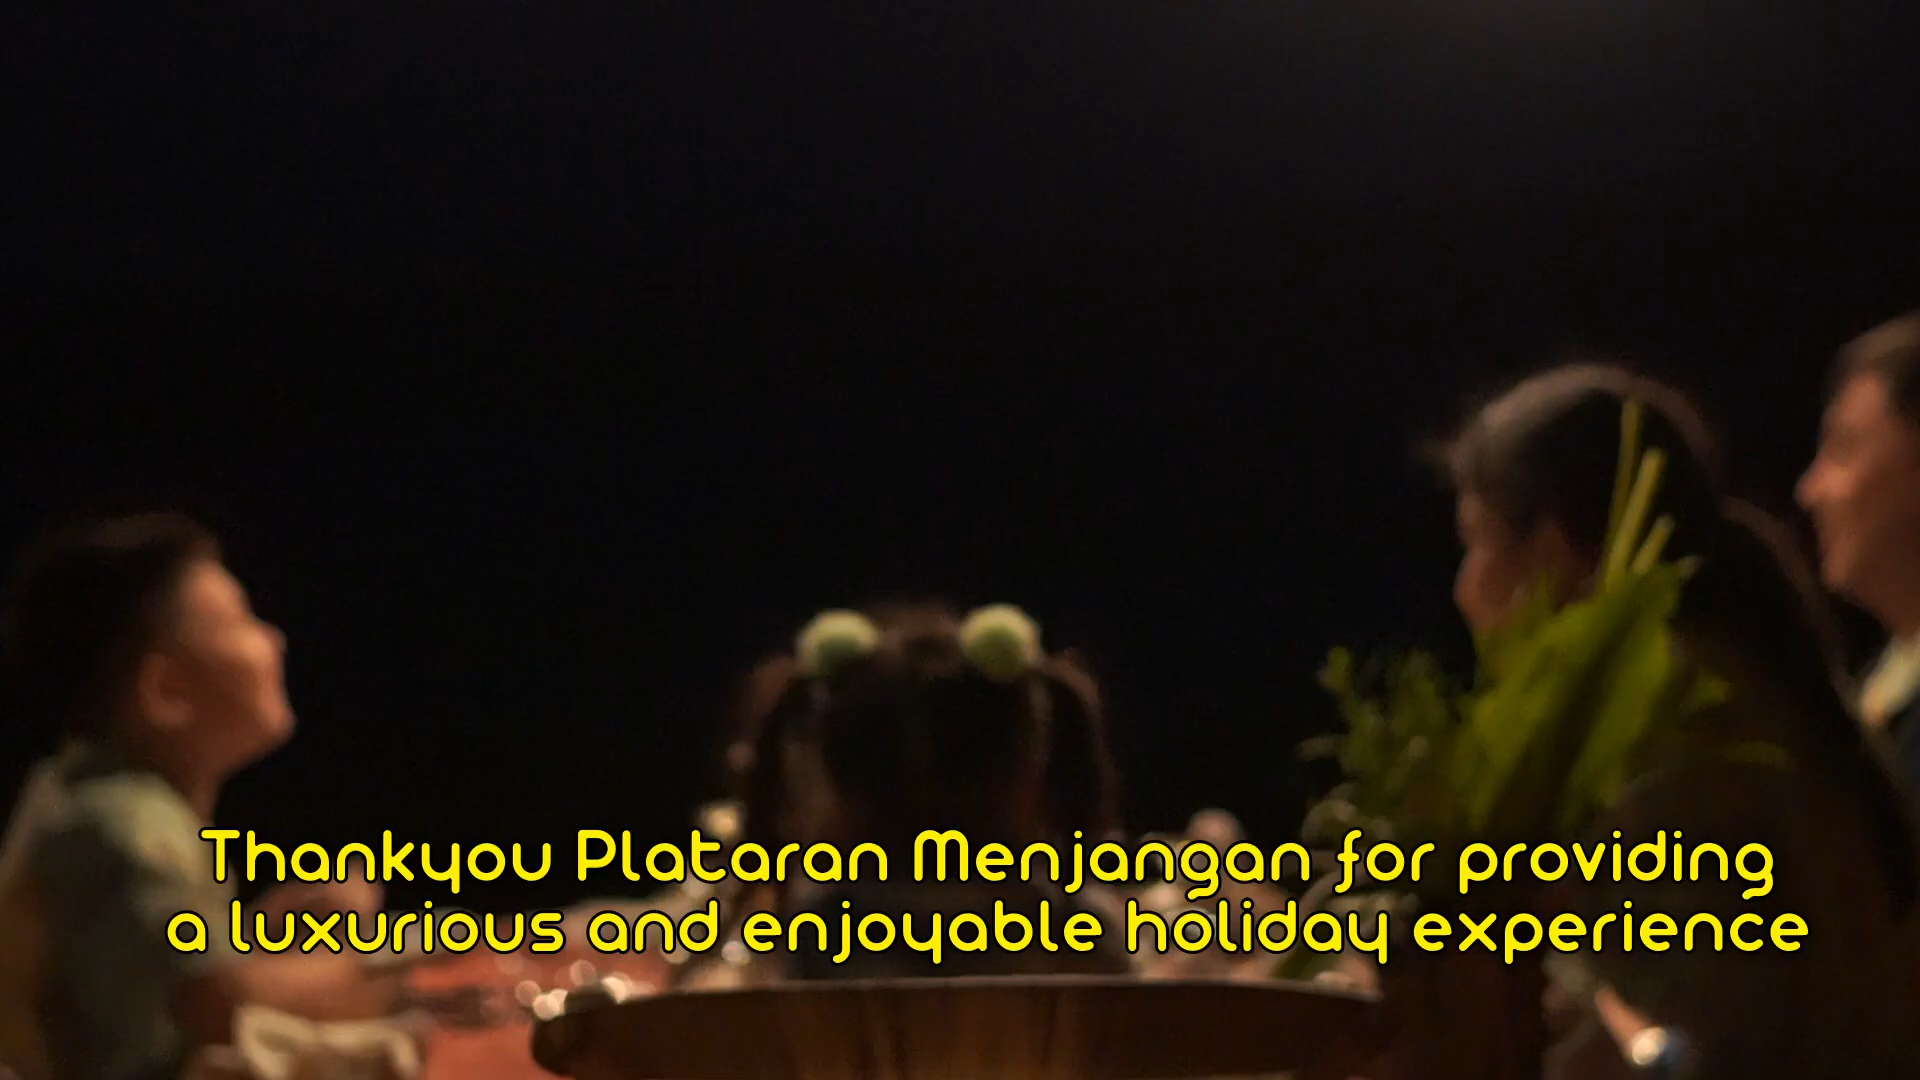 Thankyou Plataran Menjangan for providing
a luxurious and enjoyable holiday experience